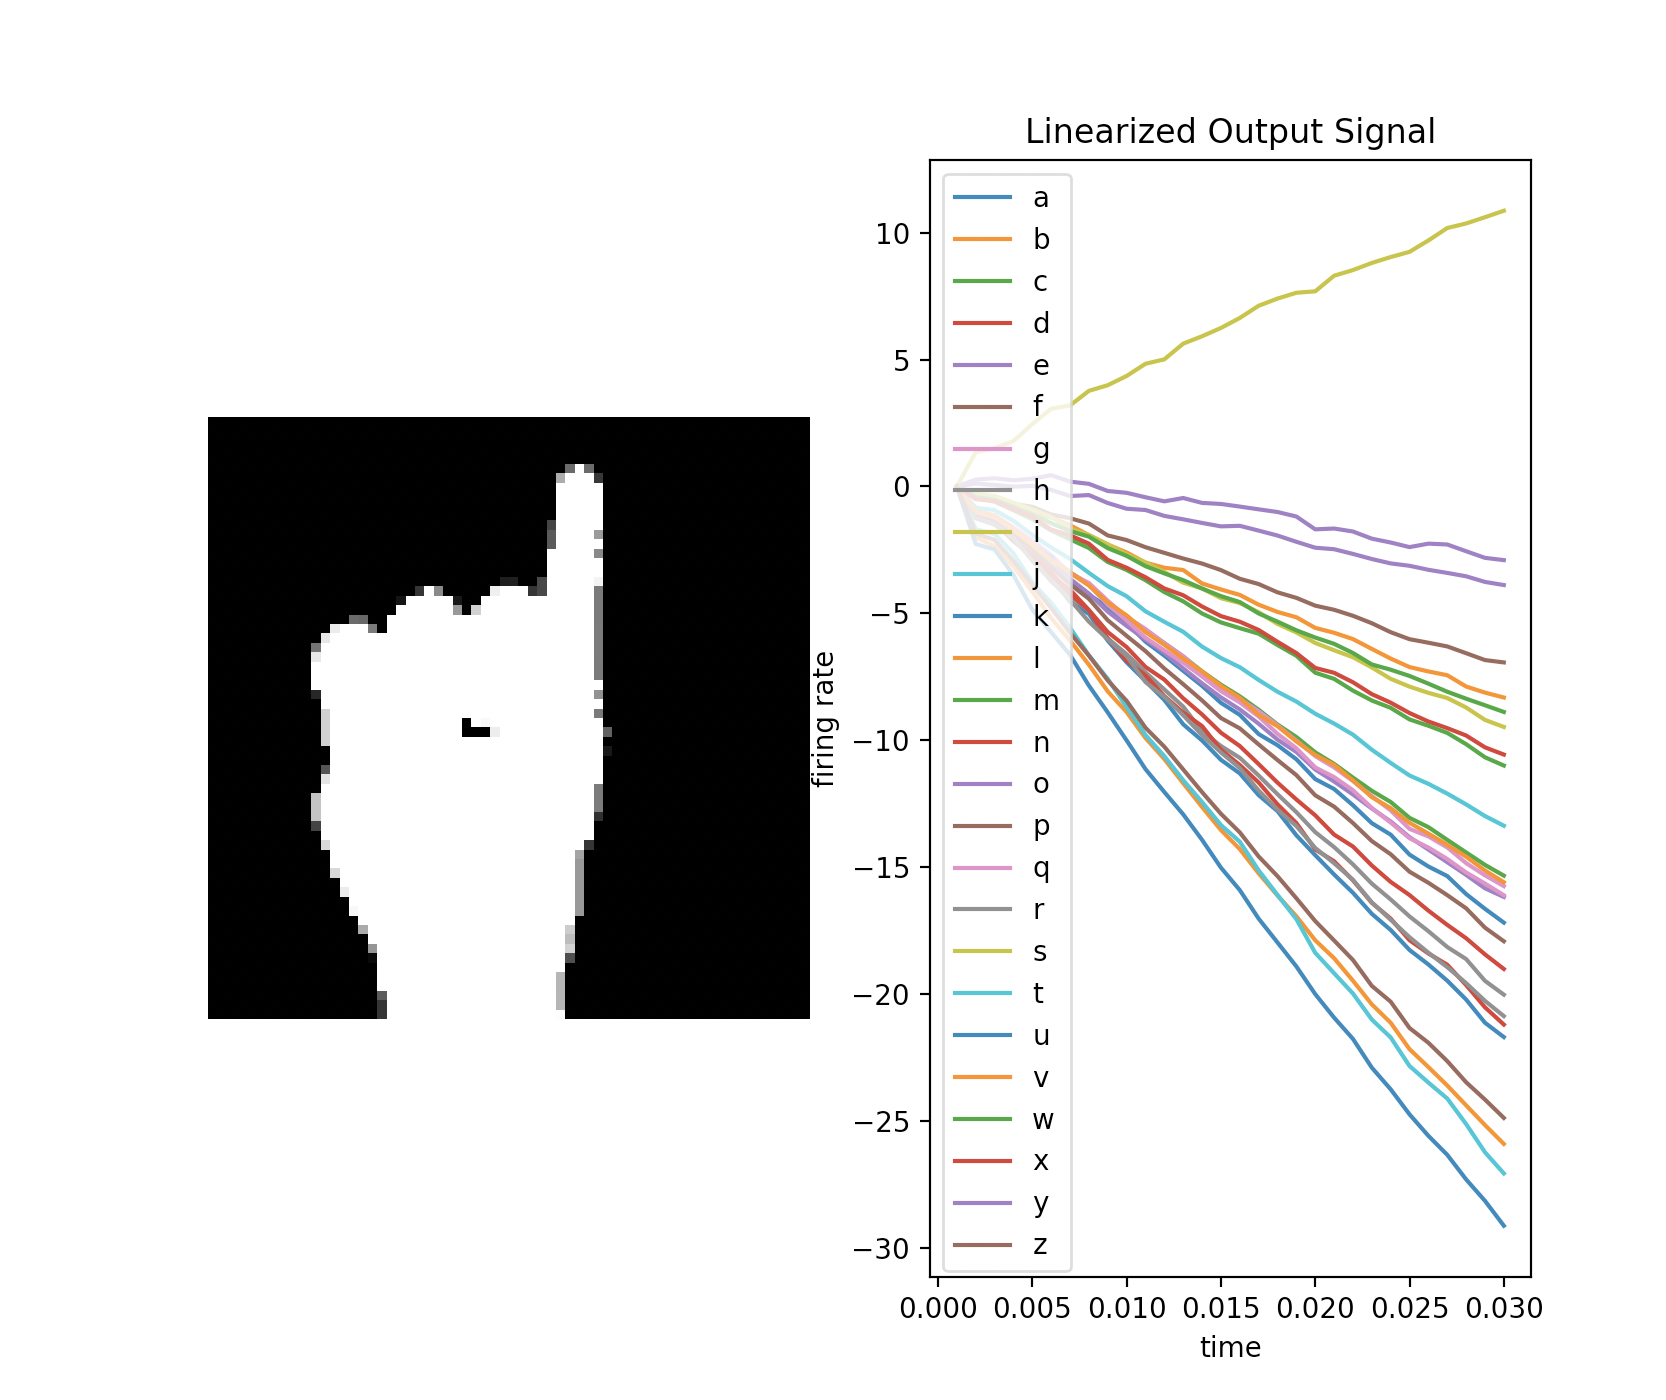 Linearized Output Signal
firing rate
10
5
0
−5
−10
−15
−20
−25
−30
a
b
c
d
e
f
g
h
i
j
k
l
m
n
o
p
q
r
s
t
u
v
w
x
y
z
0.000 0.005 0.010 0.015 0.020 0.025 0.030
time